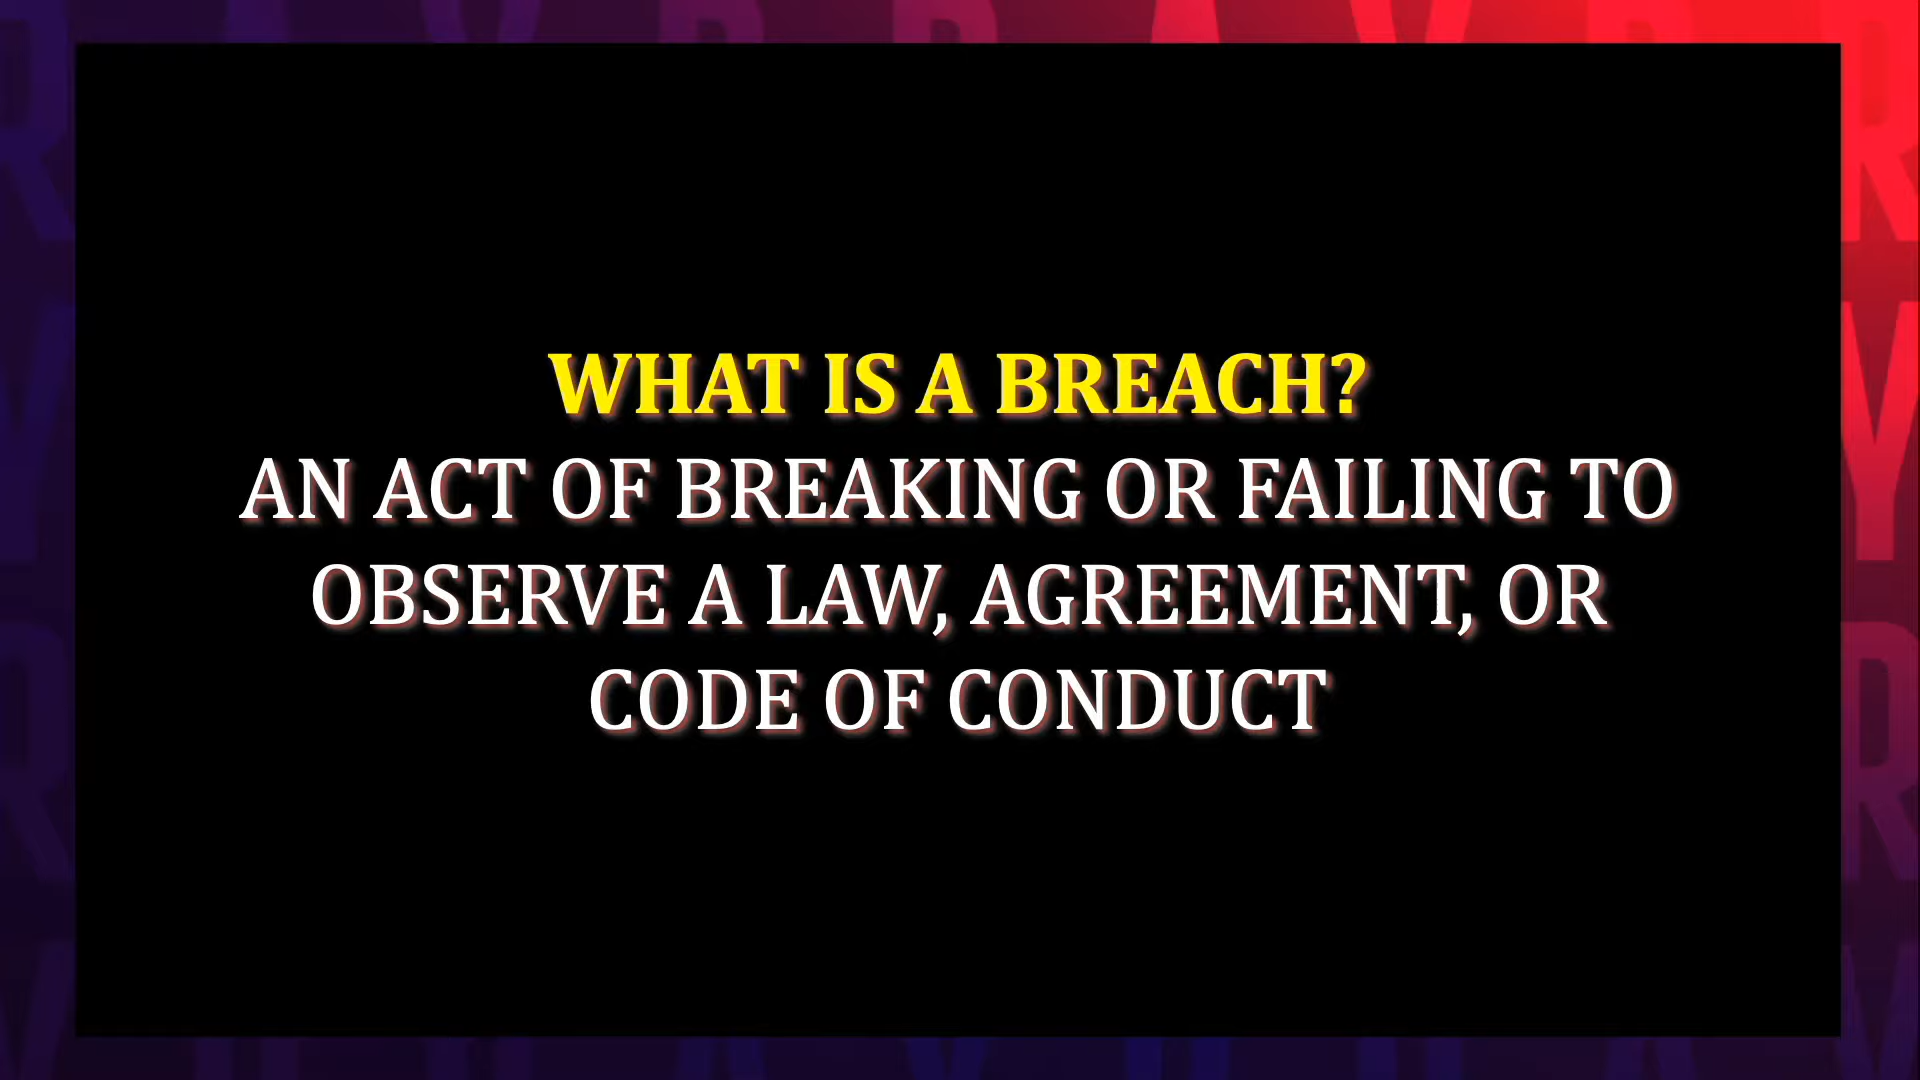 WHAT IS A BREACH?
AN ACT OF BREAKING OR FAILING TO
OBSERVE A LAW, AGREEMENT, OR
CODE OF CONDUCT